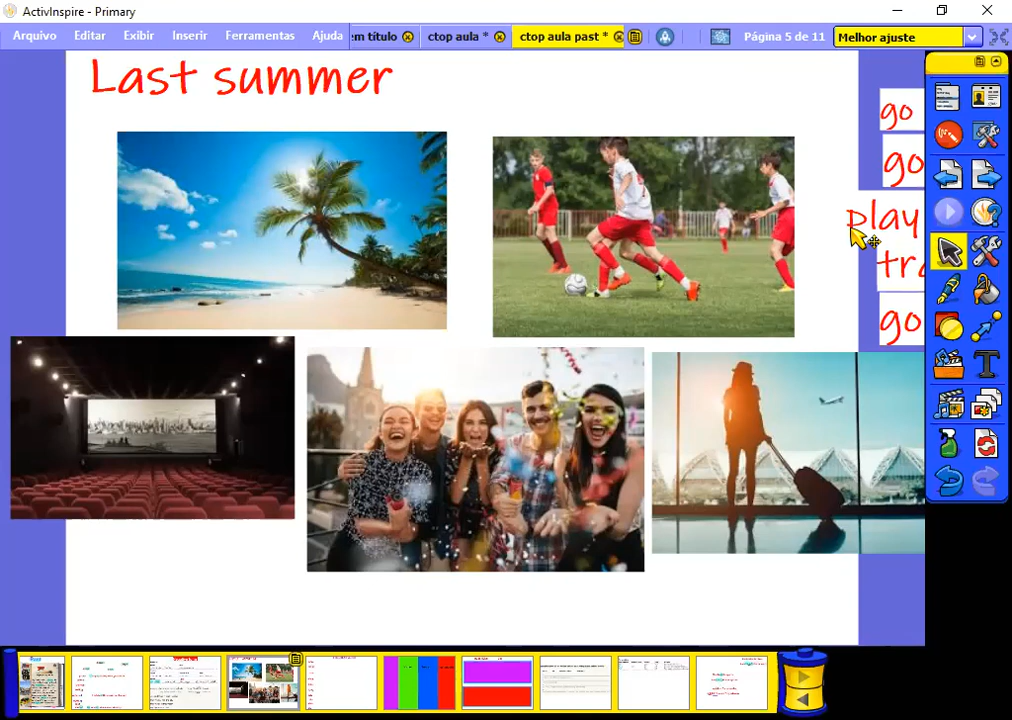 ActivInspire - Primary
Arquivo Editar Exibir Inserir Ferramentas Ajuda
em título ctop aula * ctop aula past * Página 5 de 11 Melhor ajuste
Last summer
go
go
play
tra
go